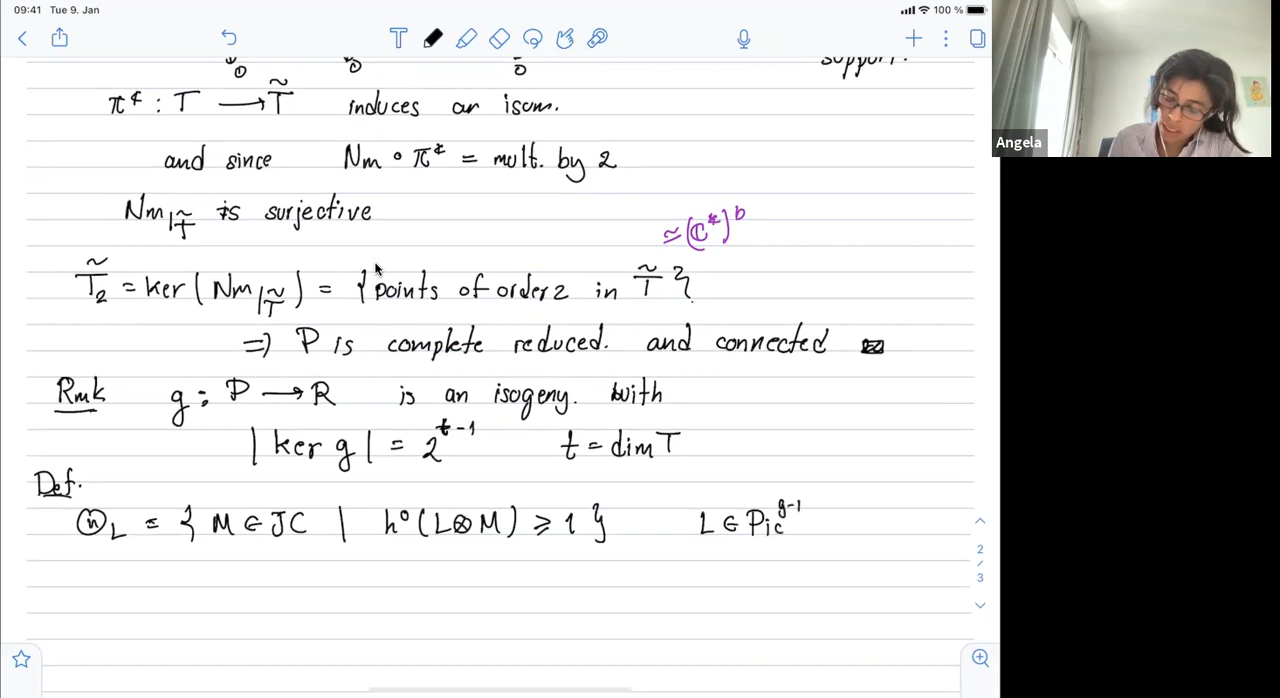 09:41 Tue 9. Jan 100 %
support.
π* : T ⟶ T̃ induces an isom.
and since Nm ∘ π* = mult. by 2
Nm|T̃ is surjective
≃ (ℂ*)^b
T̃₂ = ker(Nm|T̃) = {points of order 2 in T̃}
⇒ P is complete reduced. and connected
Rmk g : P ⟶ R is an isogeny. with
|ker g| = 2^{t-1} t = dim T
Def.
Θ_L = { M ∈ JC | h⁰(L⊗M) ⩾ 1 } L ∈ Pic^{g-1}
Angela
2
/
3